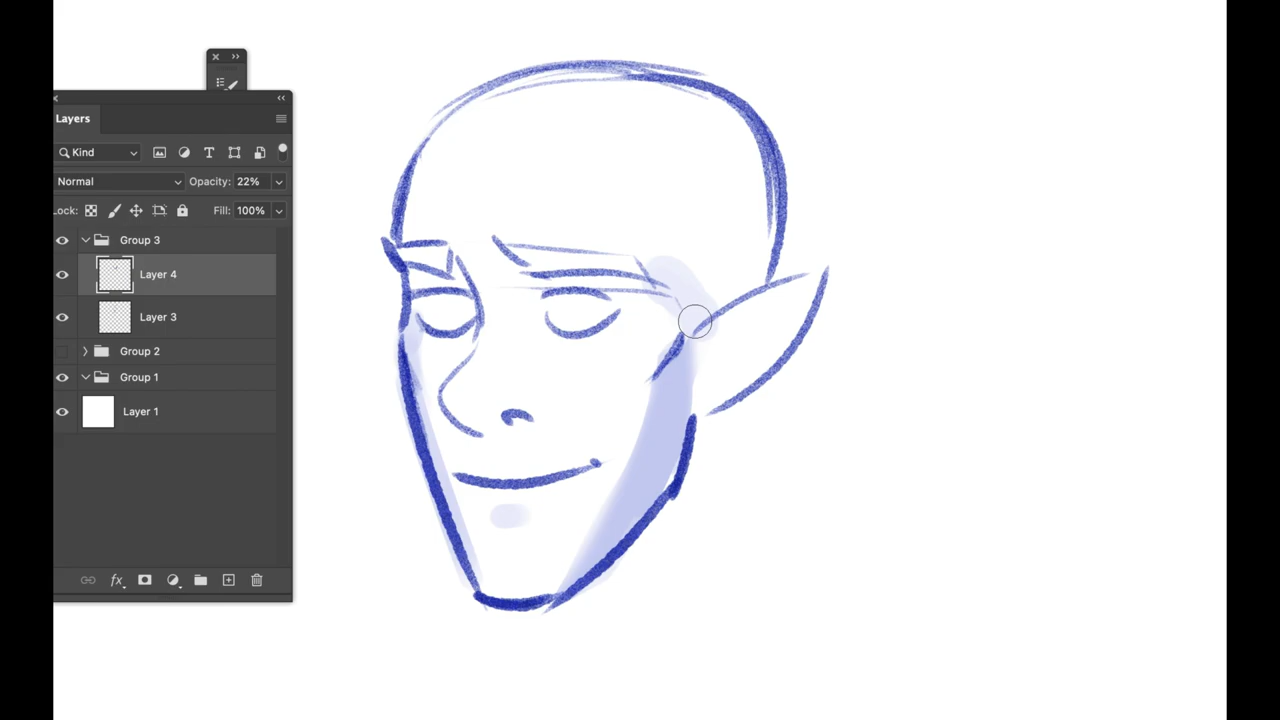 Layers
Kind
Normal Opacity: 22%
Lock: Fill: 100%
Group 3
Layer 4
Layer 3
Group 2
Group 1
Layer 1
fx